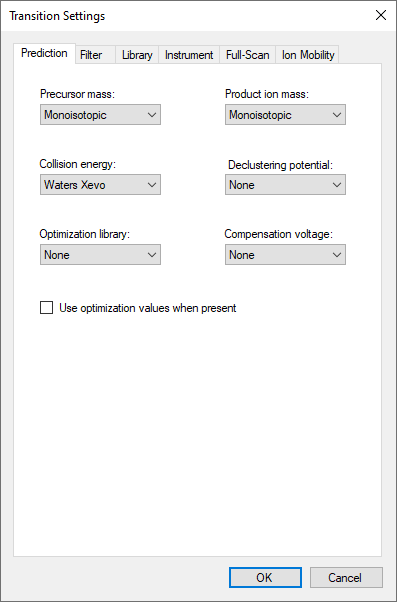 Transition Settings
Prediction Filter Library Instrument Full-Scan Ion Mobility
Precursor mass: Product ion mass:
Monoisotopic Monoisotopic
Collision energy: Declustering potential:
Waters Xevo None
Optimization library: Compensation voltage:
None None
Use optimization values when present
OK Cancel